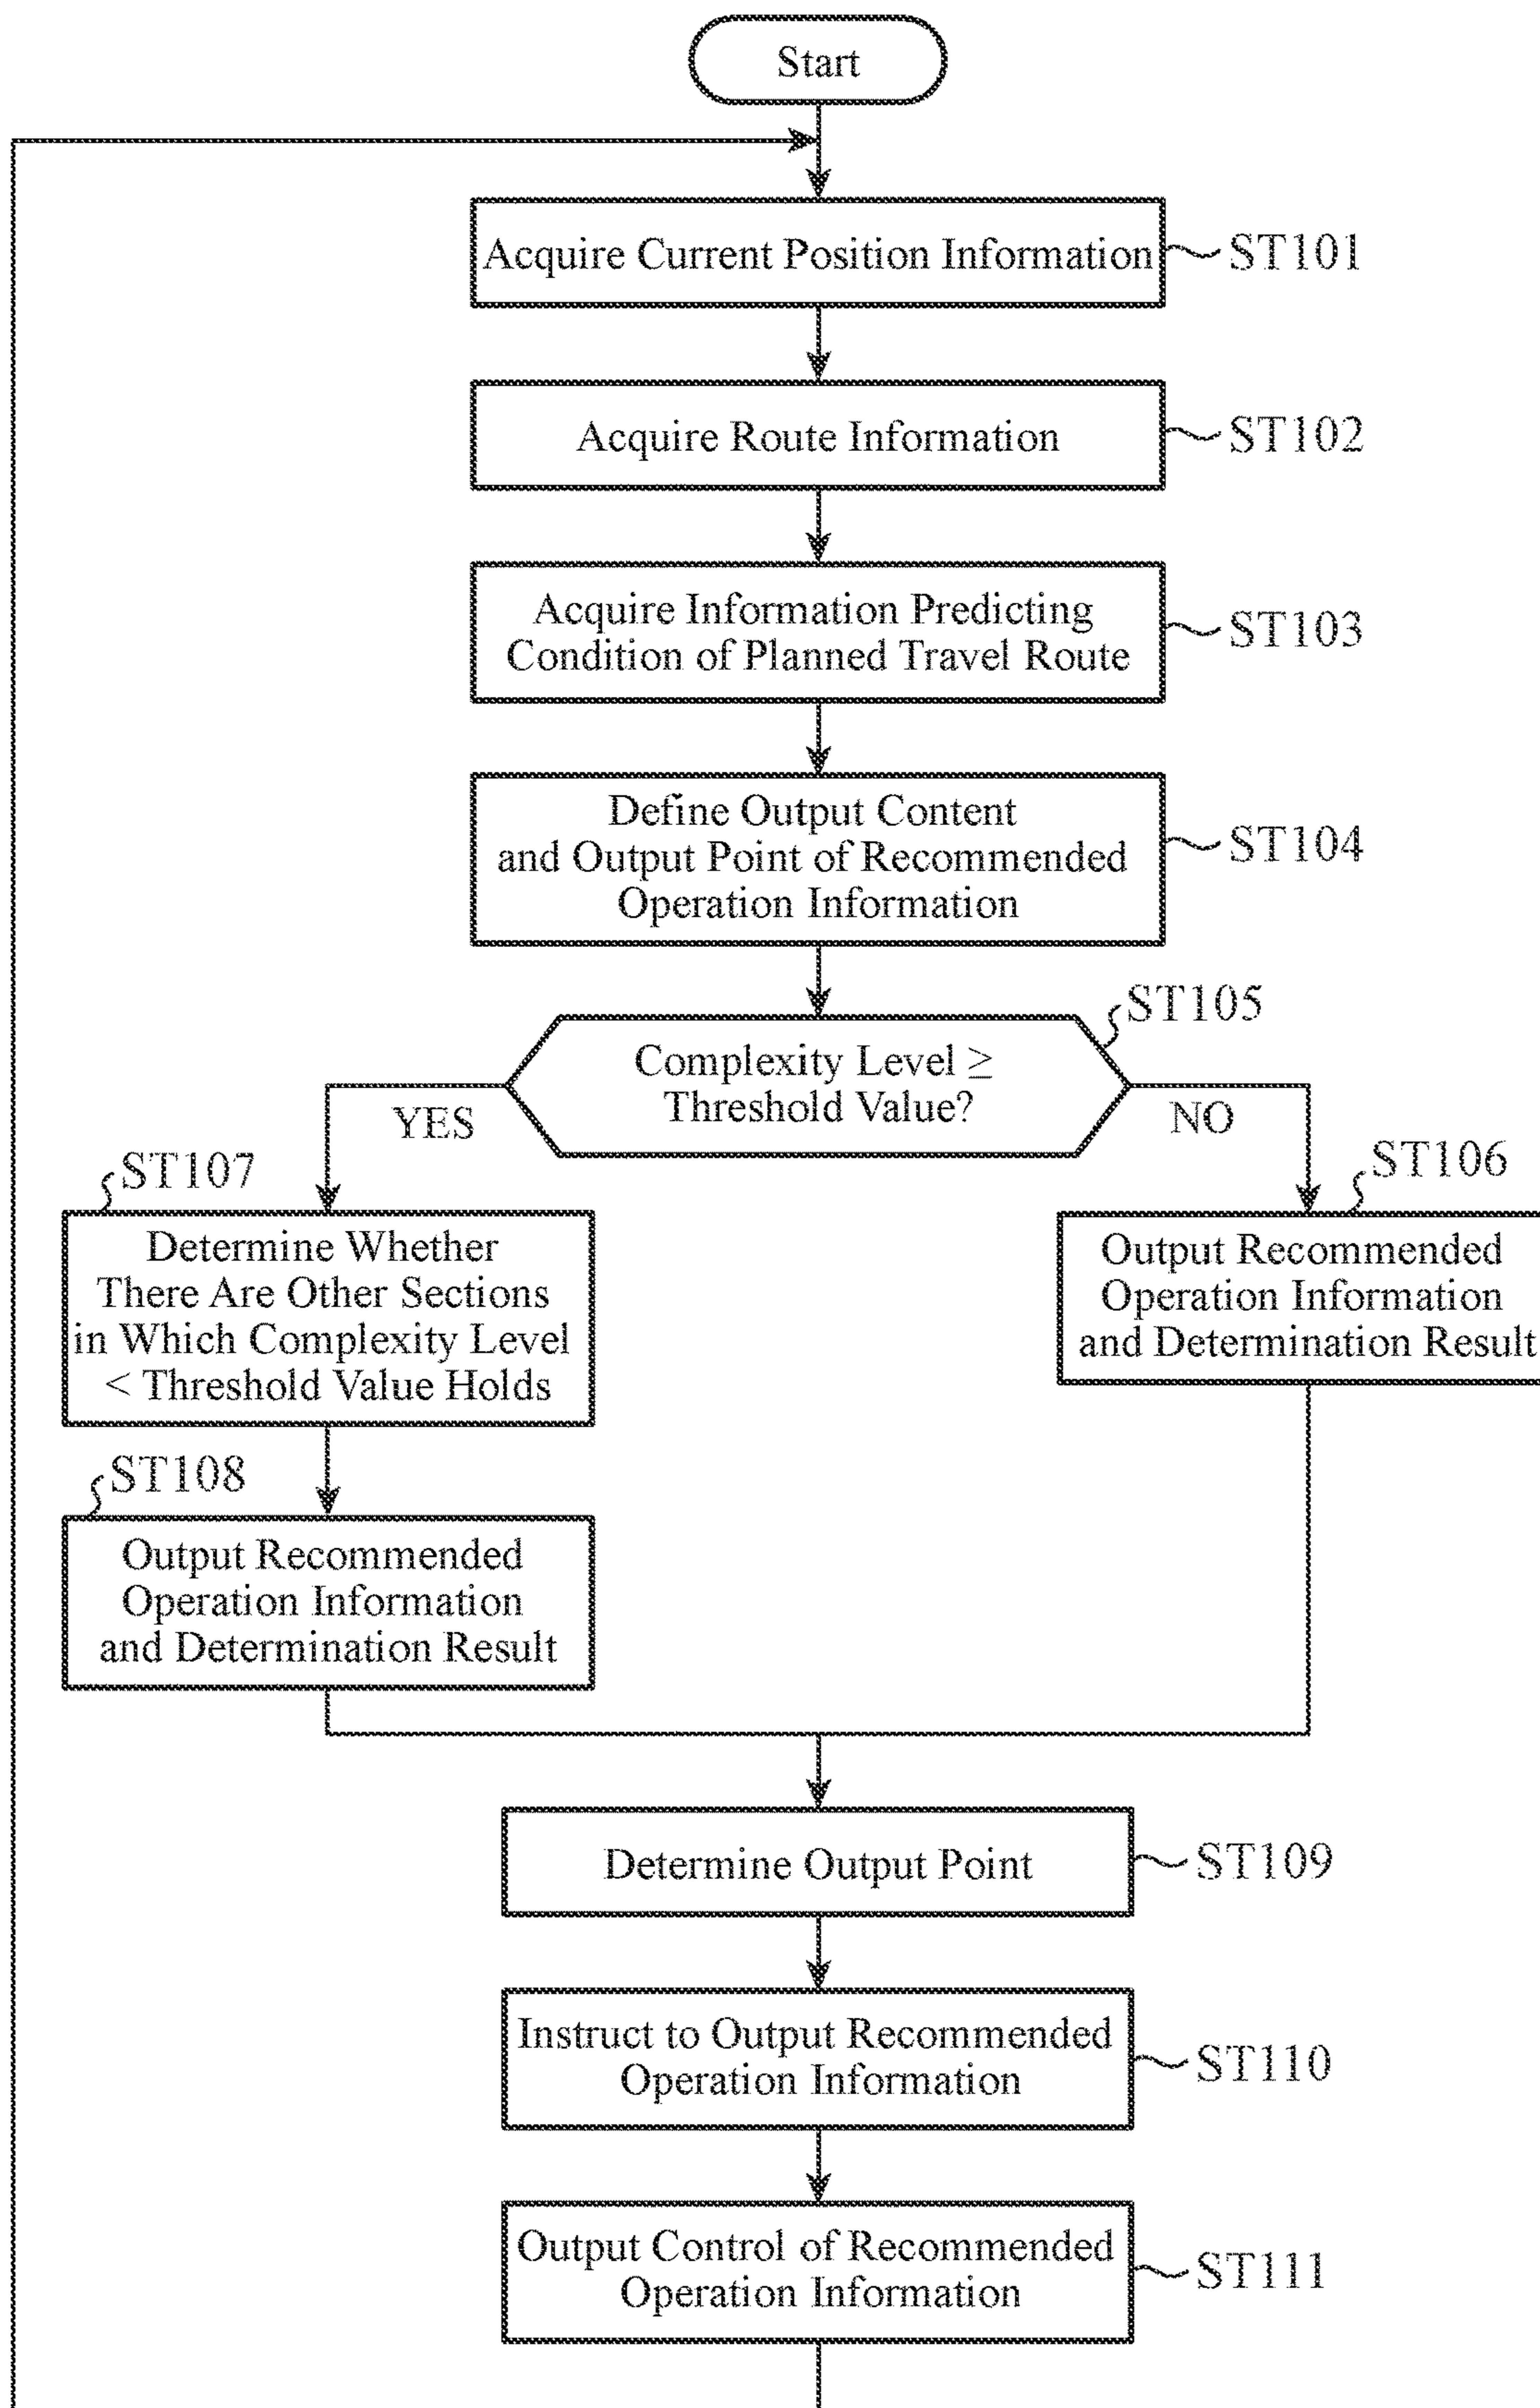 Start
Acquire Current Position Information
ST101
Acquire Route Information
ST102
Acquire Information Predicting
Condition of Planned Travel Route
ST103
Define Output Content
and Output Point of Recommended
Operation Information
ST104
ST105
Complexity Level ≥
Threshold Value?
YES
NO
ST107
Determine Whether
There Are Other Sections
in Which Complexity Level
< Threshold Value Holds
ST106
Output Recommended
Operation Information
and Determination Result
ST108
Output Recommended
Operation Information
and Determination Result
Determine Output Point
ST109
Instruct to Output Recommended
Operation Information
ST110
Output Control of Recommended
Operation Information
ST111